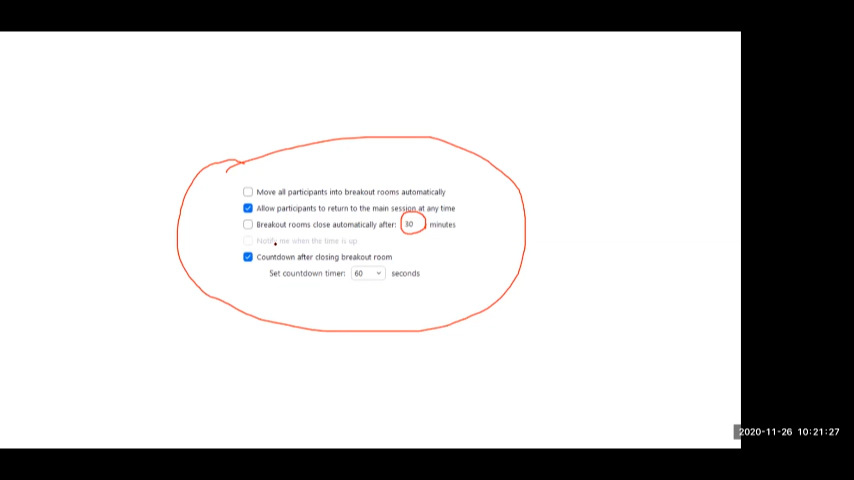 Move all participants into breakout rooms automatically
Allow participants to return to the main session at any time
Breakout rooms close automatically after: 30 minutes
Notify me when the time is up
Countdown after closing breakout room
Set countdown timer: 60 seconds
2020-11-26 10:21:27